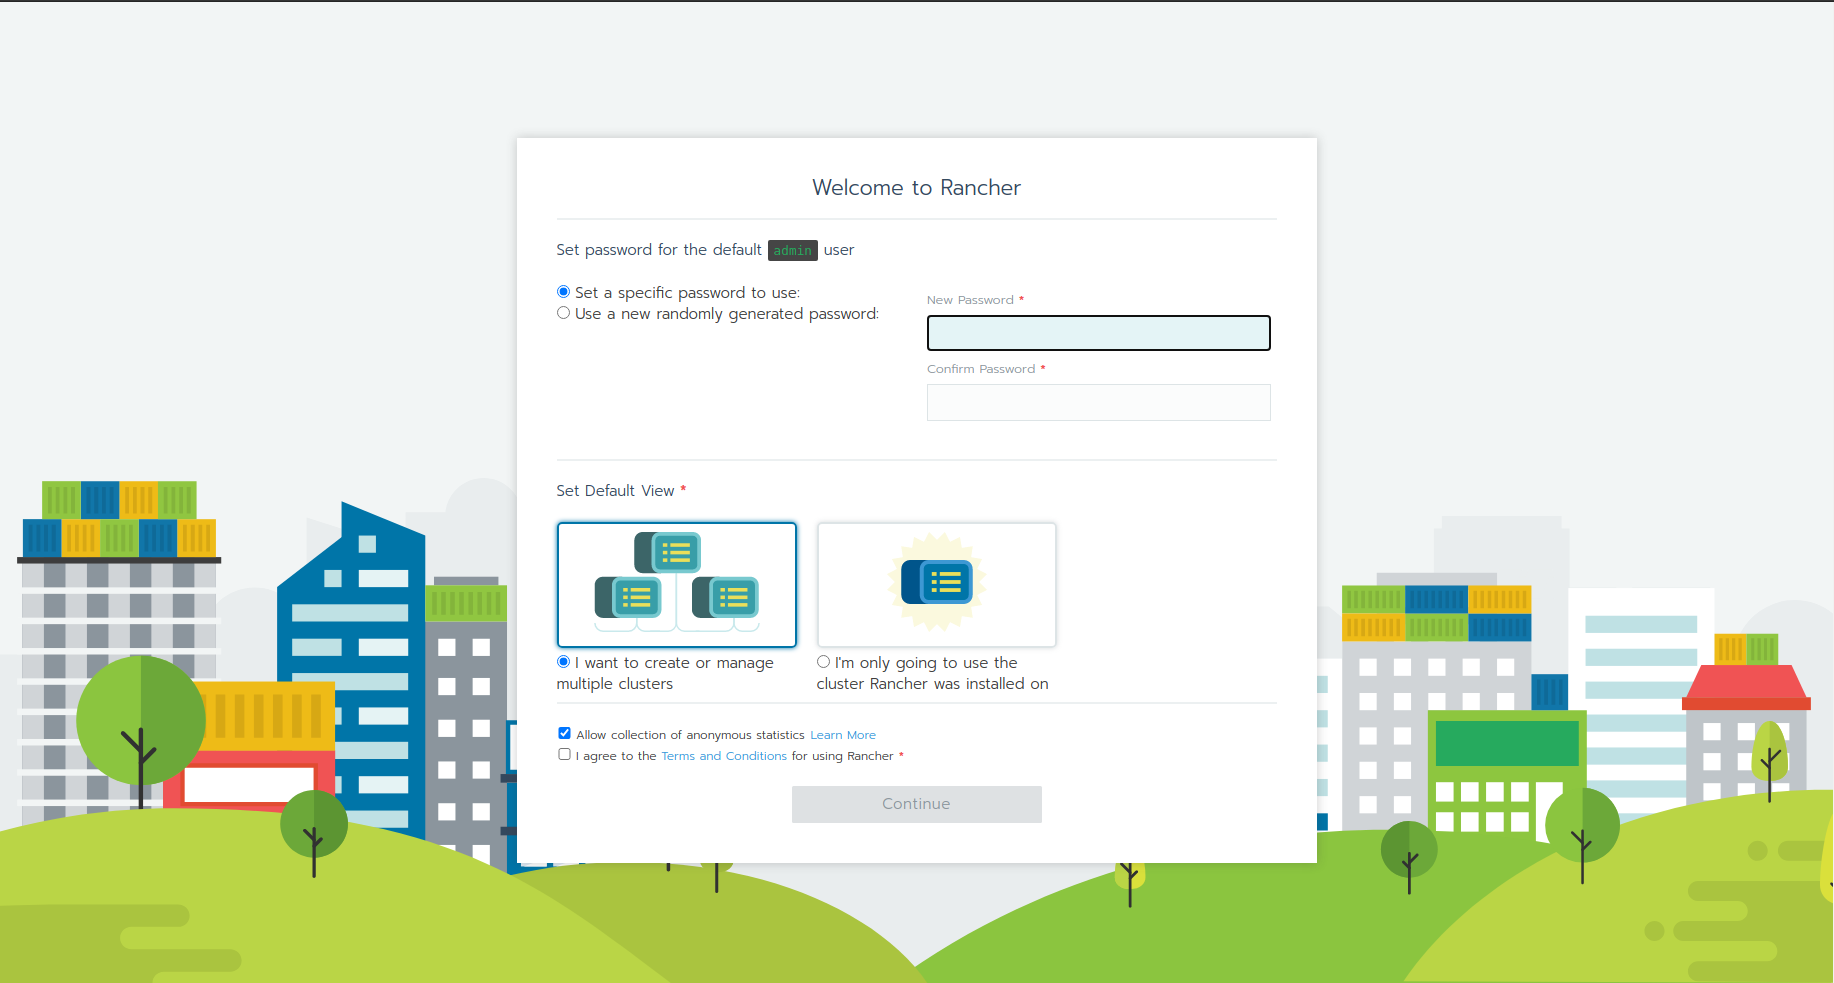 Welcome to Rancher
Set password for the default admin user
Set a specific password to use:
Use a new randomly generated password:
New Password *
Confirm Password *
Set Default View *
I want to create or manage
multiple clusters
I'm only going to use the
cluster Rancher was installed on
Allow collection of anonymous statistics Learn More
I agree to the Terms and Conditions for using Rancher *
Continue